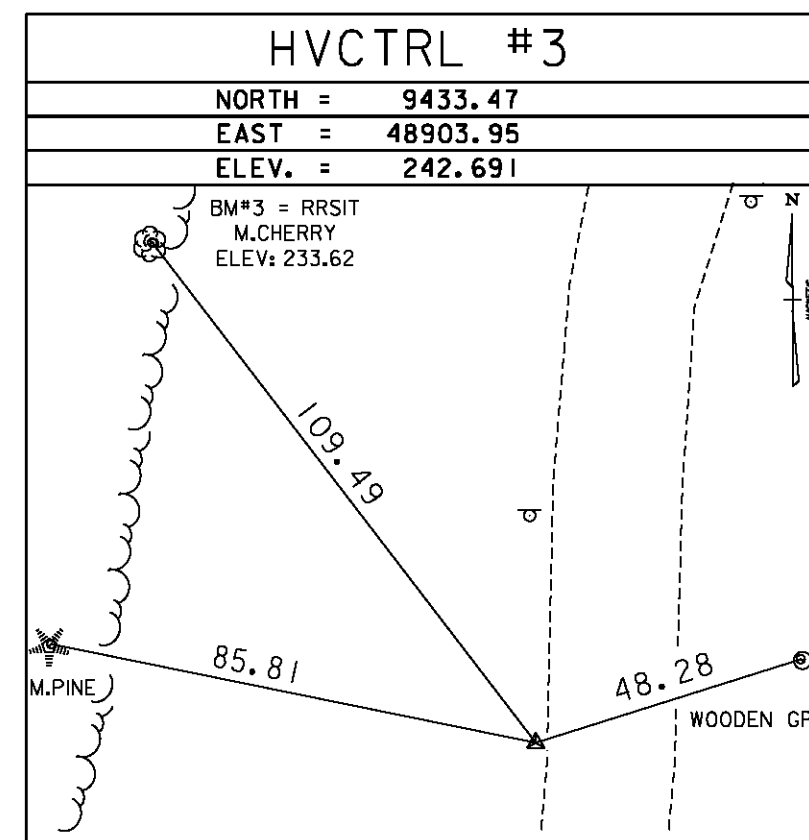 HVCTRL #3
NORTH = 9433.47
EAST = 48903.95
ELEV. = 242.691
BM#3 = RRSIT
M.CHERRY
ELEV: 233.62
N
109.49
85.81
48.28
M.PINE
WOODEN GP